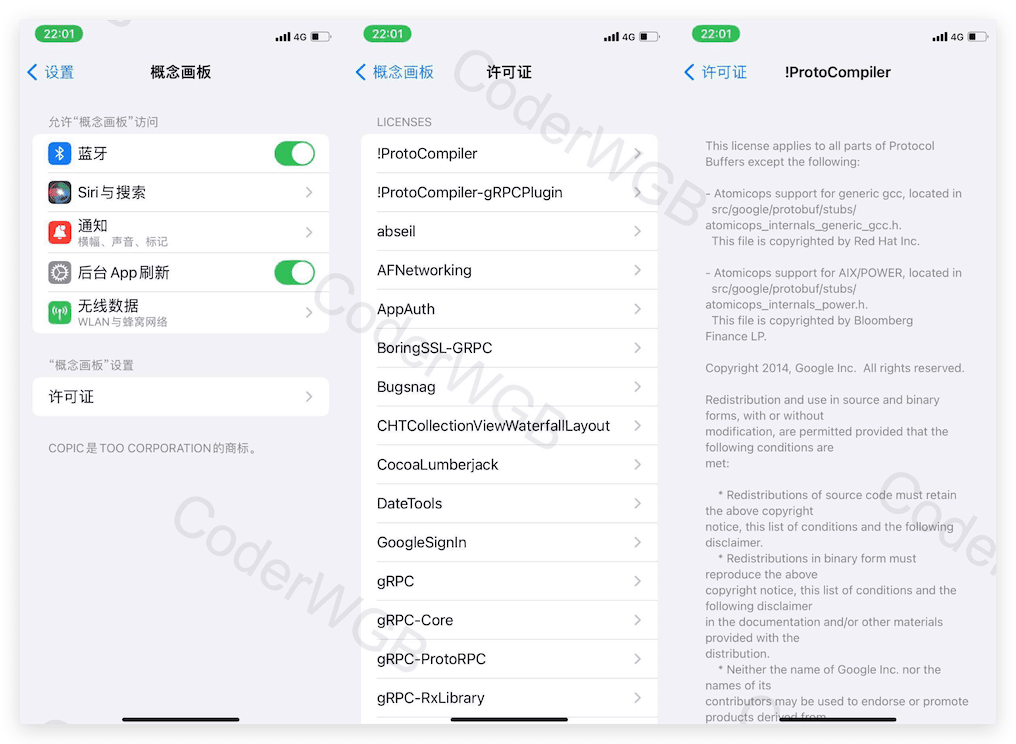 22:01
4G
设置
概念画板
允许“概念画板”访问
蓝牙
Siri与搜索
通知
横幅、声音、标记
后台App刷新
无线数据
WLAN与蜂窝网络
“概念画板”设置
许可证
COPIC是TOO CORPORATION的商标。
22:01
4G
概念画板
许可证
LICENSES
!ProtoCompiler
!ProtoCompiler-gRPCPlugin
abseil
AFNetworking
AppAuth
BoringSSL-GRPC
Bugsnag
CHTCollectionViewWaterfallLayout
CocoaLumberjack
DateTools
GoogleSignIn
gRPC
gRPC-Core
gRPC-ProtoRPC
gRPC-RxLibrary
22:01
4G
许可证
!ProtoCompiler
This license applies to all parts of Protocol
Buffers except the following:
- Atomicops support for generic gcc, located in
src/google/protobuf/stubs/
atomicops_internals_generic_gcc.h.
This file is copyrighted by Red Hat Inc.
- Atomicops support for AIX/POWER, located in
src/google/protobuf/stubs/
atomicops_internals_power.h.
This file is copyrighted by Bloomberg
Finance LP.
Copyright 2014, Google Inc.  All rights reserved.
Redistribution and use in source and binary
forms, with or without
modification, are permitted provided that the
following conditions are
met:
* Redistributions of source code must retain
the above copyright
notice, this list of conditions and the following
disclaimer.
* Redistributions in binary form must
reproduce the above
copyright notice, this list of conditions and the
following disclaimer
in the documentation and/or other materials
provided with the
distribution.
* Neither the name of Google Inc. nor the
names of its
contributors may be used to endorse or promote
products derived from
CoderWGB
CoderWGB
CoderWGB